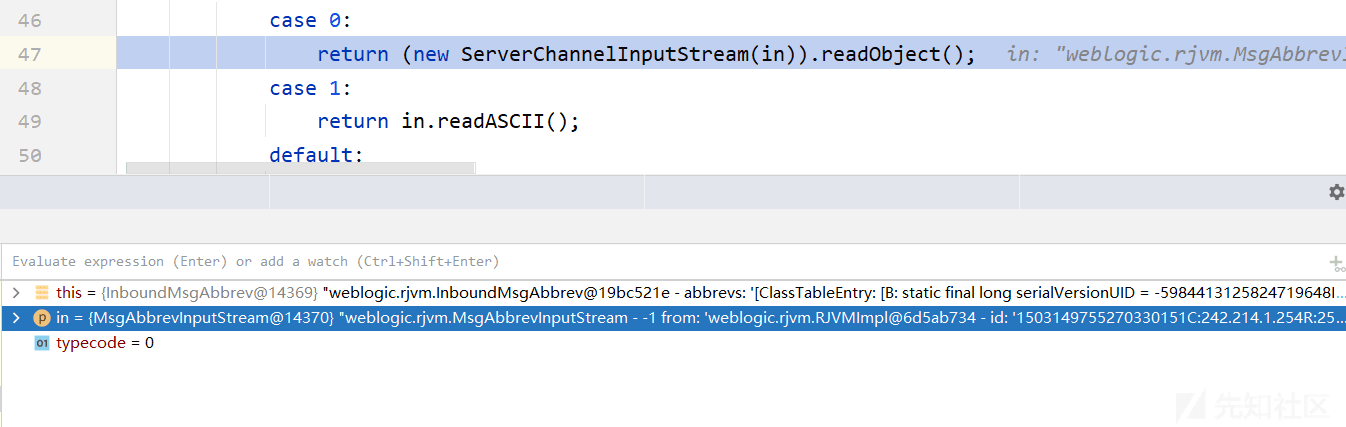 46 case 0:
47 return (new ServerChannelInputStream(in)).readObject(); in: "weblogic.rjvm.MsgAbbrevI
48 case 1:
49 return in.readASCII();
50 default:
Evaluate expression (Enter) or add a watch (Ctrl+Shift+Enter)
this = {InboundMsgAbbrev@14369} "weblogic.rjvm.InboundMsgAbbrev@19bc521e - abbrevs: '[ClassTableEntry: [B: static final long serialVersionUID = -5984413125824719648l...
in = {MsgAbbrevInputStream@14370} "weblogic.rjvm.MsgAbbrevInputStream - -1 from: 'weblogic.rjvm.RJVMImpl@6d5ab734 - id: '1503149755270330151C:242.214.1.254R:25...
01 typecode = 0
先知社区